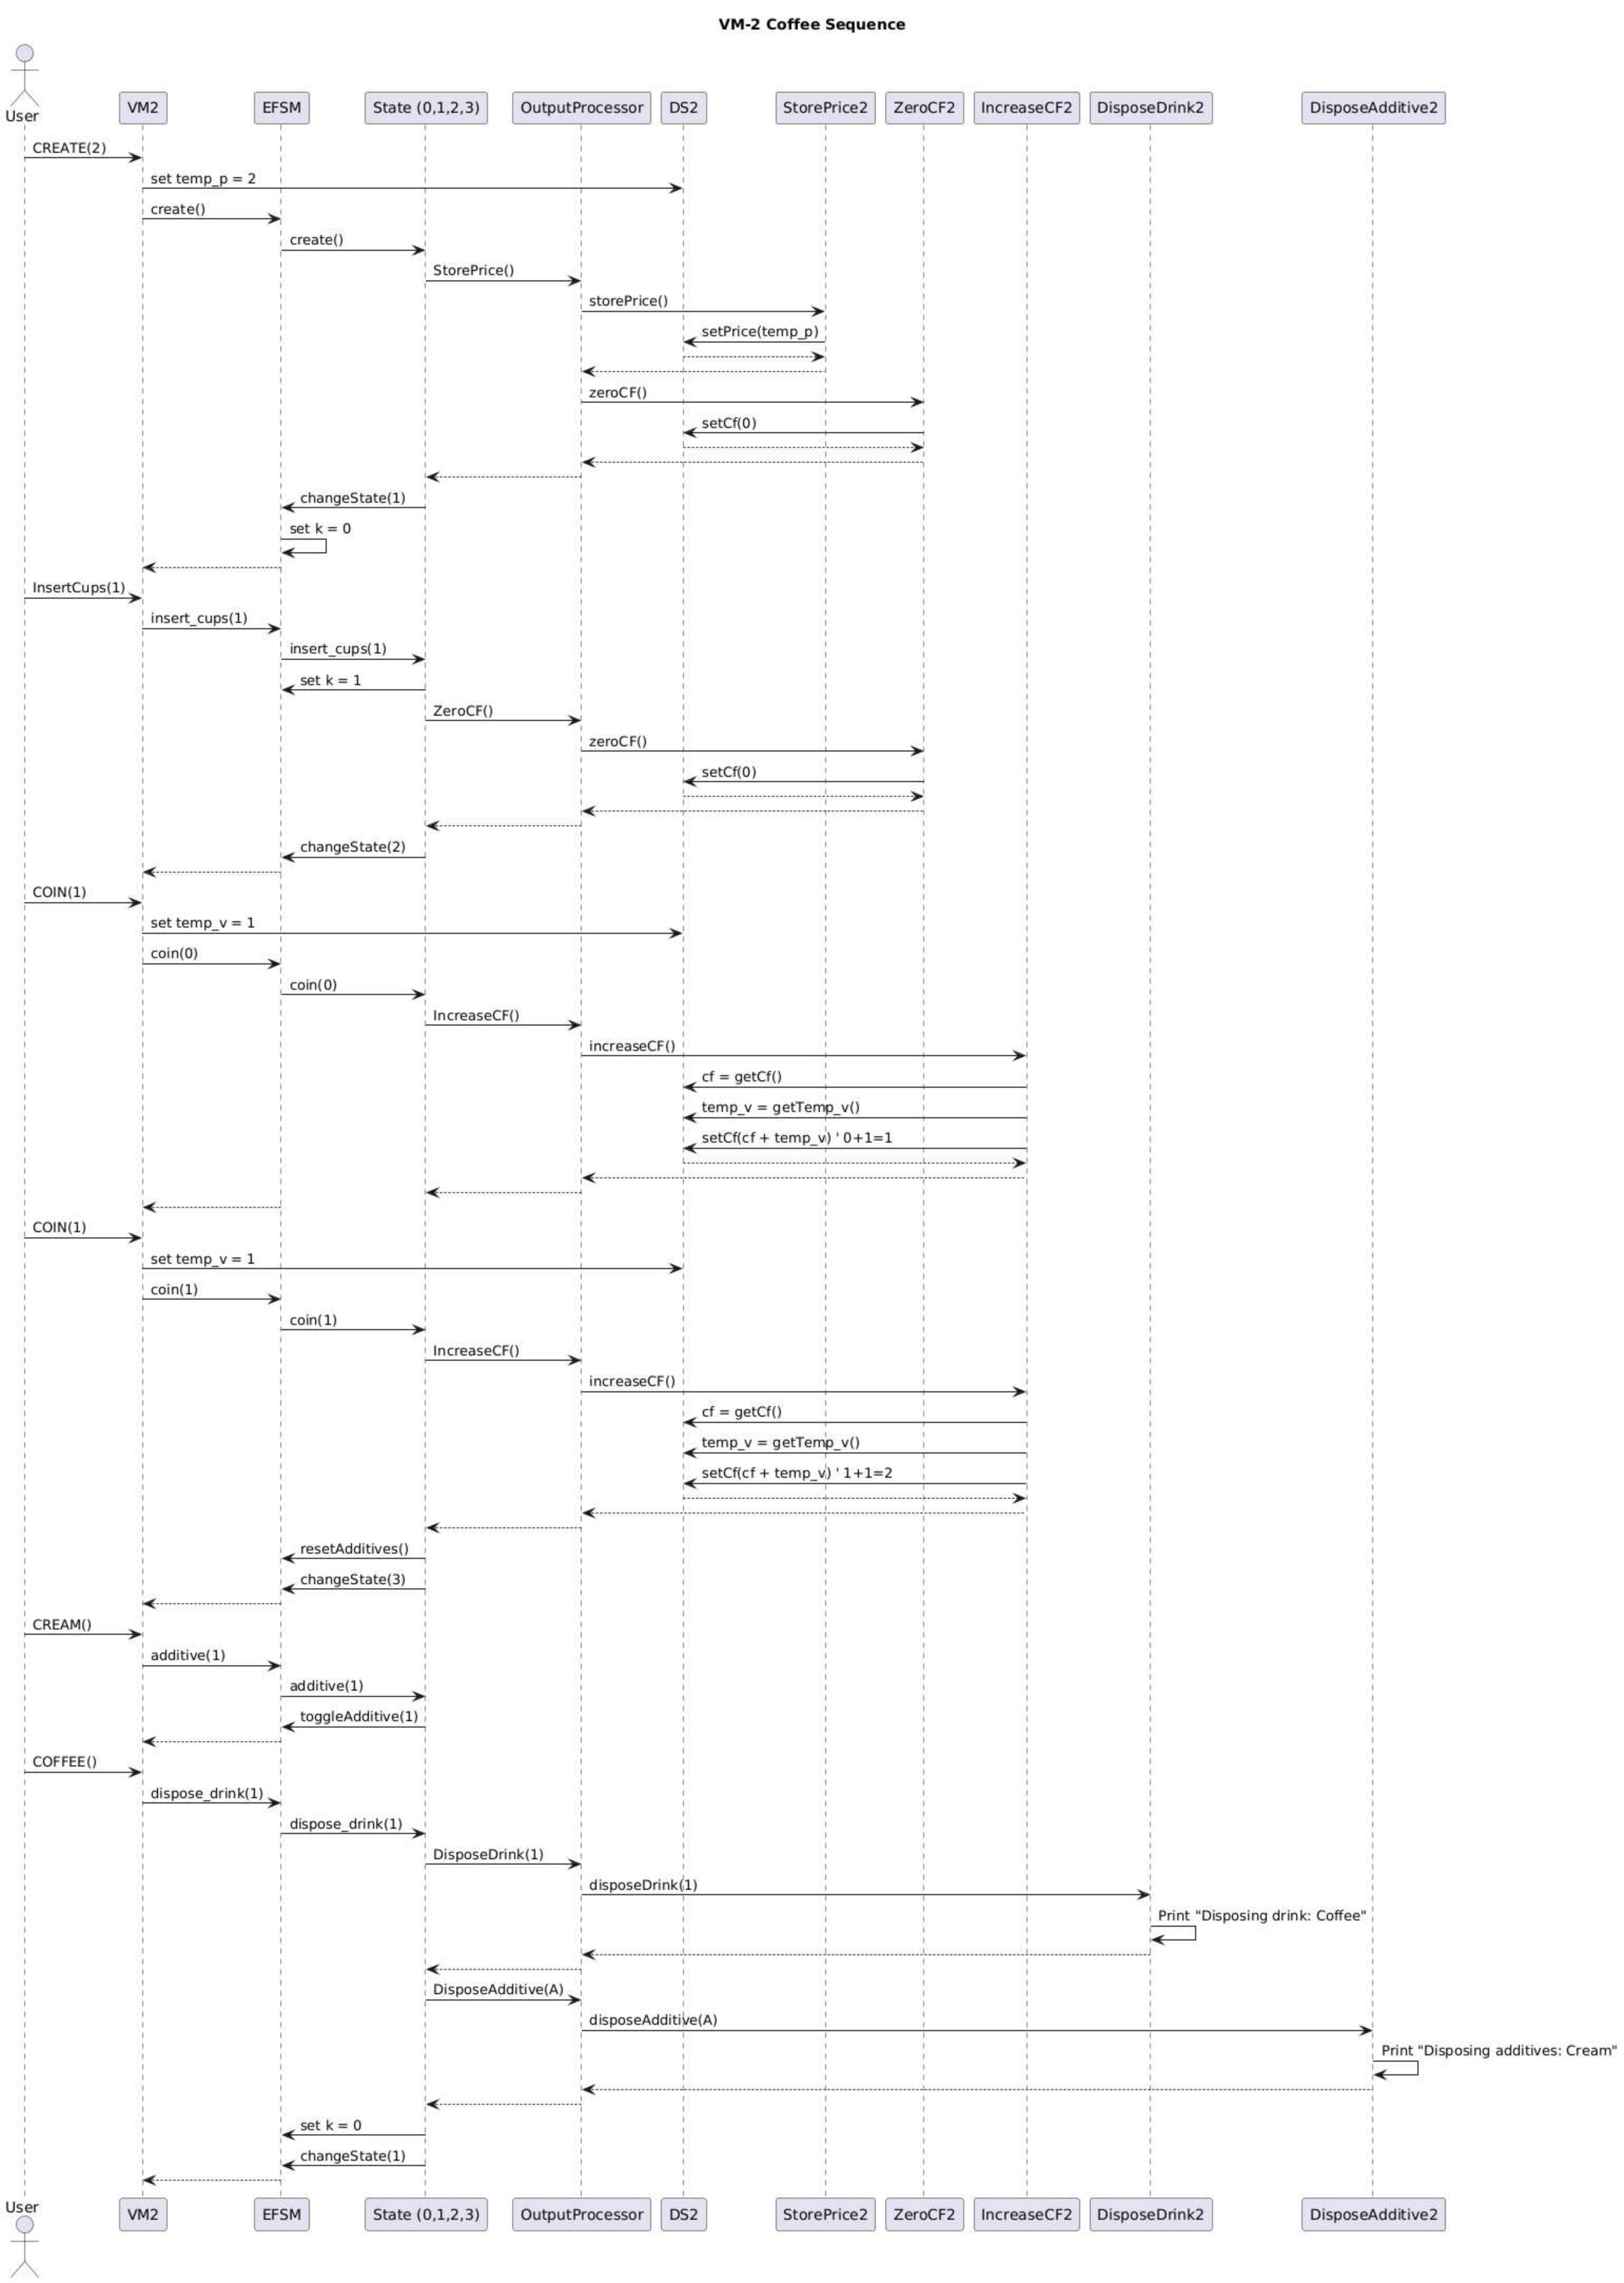 VM-2 Coffee Sequence
User
VM2
EFSM
State (0,1,2,3)
OutputProcessor
DS2
StorePrice2
ZeroCF2
IncreaseCF2
DisposeDrink2
DisposeAdditive2
CREATE(2)
set temp_p = 2
create()
create()
StorePrice()
storePrice()
setPrice(temp_p)
zeroCF()
setCf(0)
changeState(1)
set k = 0
InsertCups(1)
insert_cups(1)
insert_cups(1)
set k = 1
ZeroCF()
zeroCF()
setCf(0)
changeState(2)
COIN(1)
set temp_v = 1
coin(0)
coin(0)
IncreaseCF()
increaseCF()
cf = getCf()
temp_v = getTemp_v()
setCf(cf + temp_v) ' 0+1=1
COIN(1)
set temp_v = 1
coin(1)
coin(1)
IncreaseCF()
increaseCF()
cf = getCf()
temp_v = getTemp_v()
setCf(cf + temp_v) ' 1+1=2
resetAdditives()
changeState(3)
CREAM()
additive(1)
additive(1)
toggleAdditive(1)
COFFEE()
dispose_drink(1)
dispose_drink(1)
DisposeDrink(1)
disposeDrink(1)
Print "Disposing drink: Coffee"
DisposeAdditive(A)
disposeAdditive(A)
Print "Disposing additives: Cream"
set k = 0
changeState(1)
User
VM2
EFSM
State (0,1,2,3)
OutputProcessor
DS2
StorePrice2
ZeroCF2
IncreaseCF2
DisposeDrink2
DisposeAdditive2